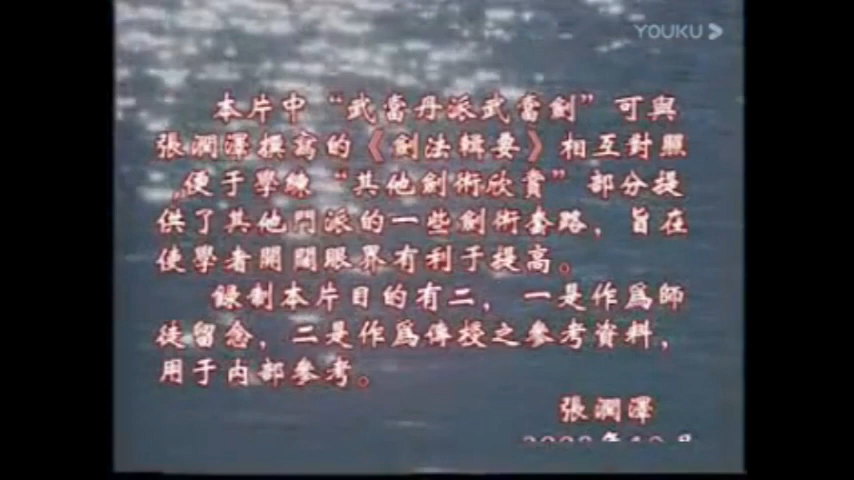 YOUKU
本片中“武當丹派武當劍”可與
張潤澤撰寫的《劍法輯要》相互對照
,便于學練“其他劍術欣賞”部分提
供了其他門派的一些劍術套路，旨在
使學者開闊眼界有利于提高。
錄制本片目的有二，一是作爲師
徒留念，二是作爲傳授之參考資料，
用于内部參考。
張潤澤